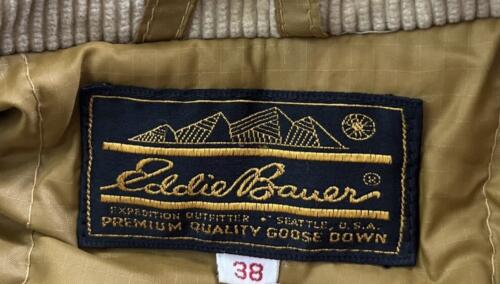 Eddie Bauer ®
EXPEDITION OUTFITTER • SEATTLE, U.S.A.
PREMIUM QUALITY GOOSE DOWN
38